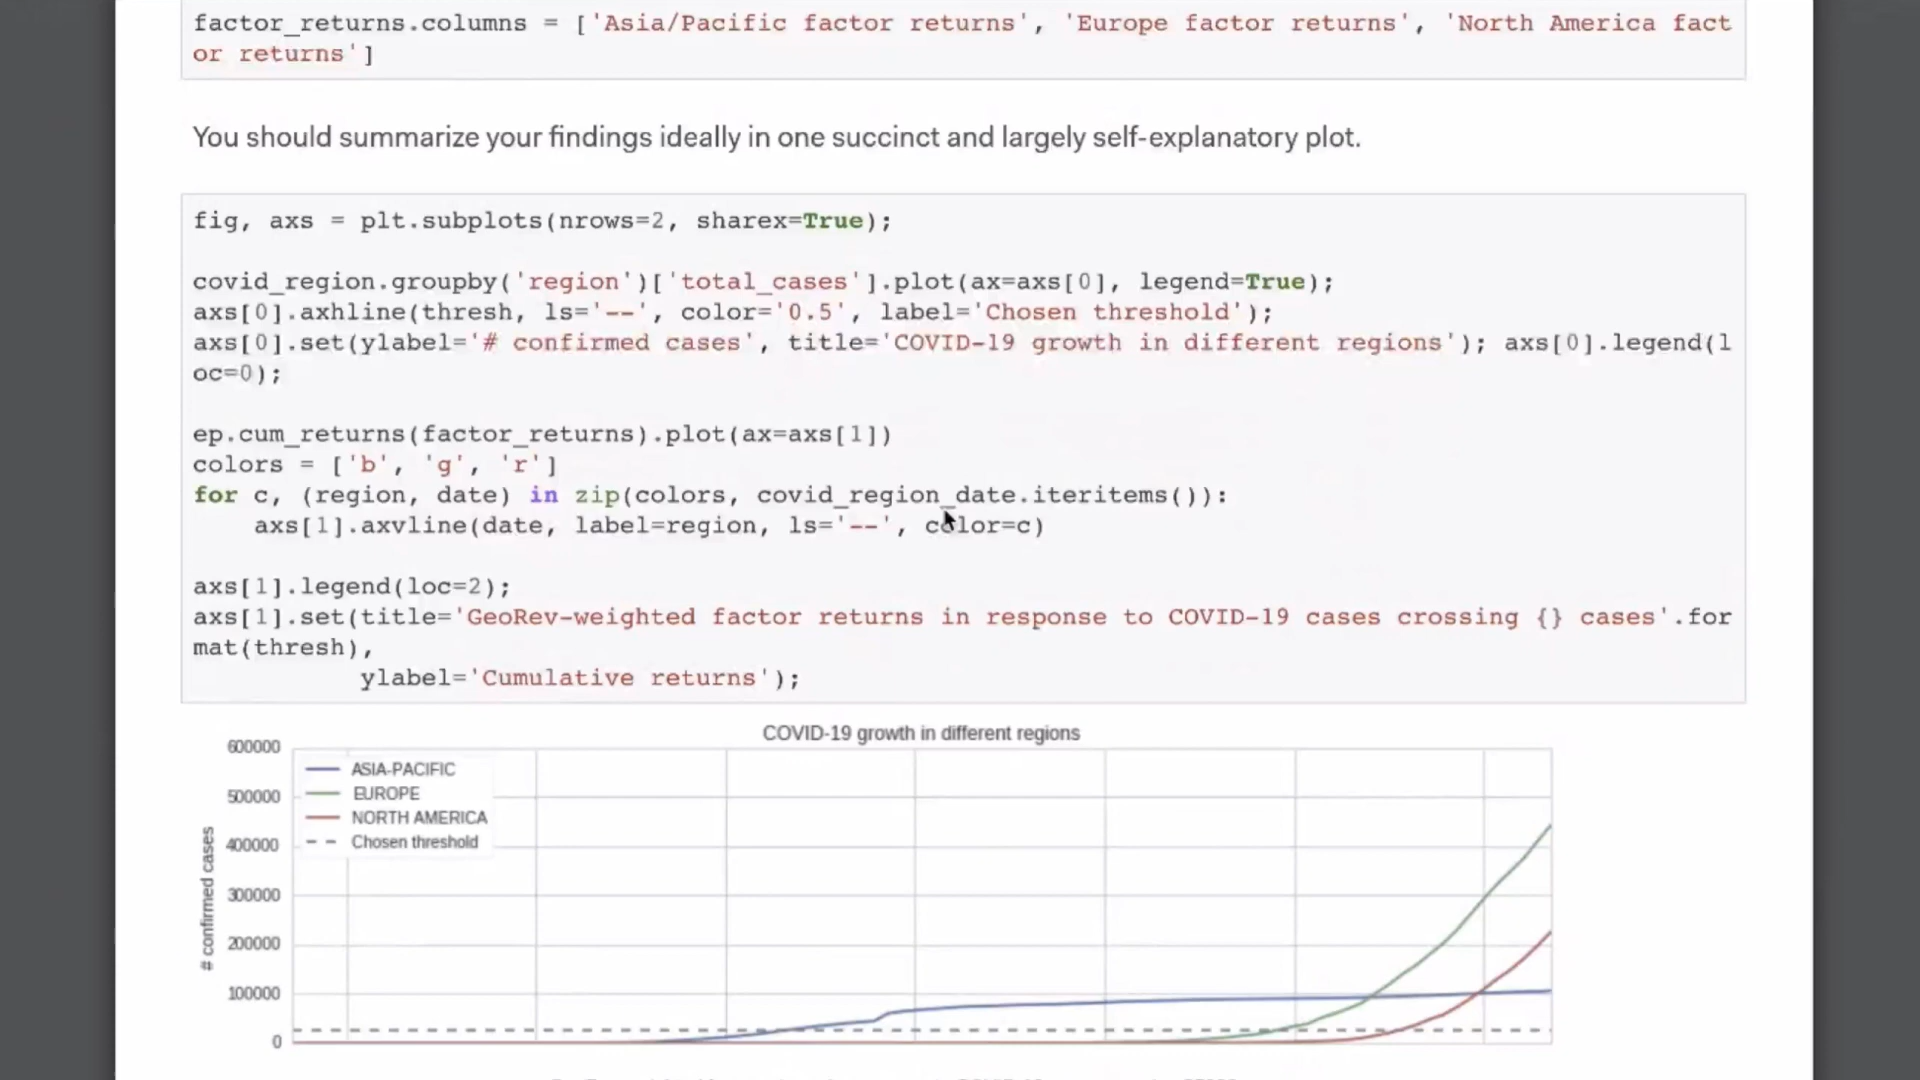 factor_returns.columns = ['Asia/Pacific factor returns', 'Europe factor returns', 'North America fact
or returns']
You should summarize your findings ideally in one succinct and largely self-explanatory plot.
fig, axs = plt.subplots(nrows=2, sharex=True);
covid_region.groupby('region')['total_cases'].plot(ax=axs[0], legend=True);
axs[0].axhline(thresh, ls='--', color='0.5', label='Chosen threshold');
axs[0].set(ylabel='# confirmed cases', title='COVID-19 growth in different regions'); axs[0].legend(l
oc=0);
ep.cum_returns(factor_returns).plot(ax=axs[1])
colors = ['b', 'g', 'r']
for c, (region, date) in zip(colors, covid_region_date.iteritems()):
    axs[1].axvline(date, label=region, ls='--', color=c)
axs[1].legend(loc=2);
axs[1].set(title='GeoRev-weighted factor returns in response to COVID-19 cases crossing {} cases'.for
mat(thresh),
           ylabel='Cumulative returns');
COVID-19 growth in different regions
600000
500000
400000
300000
200000
100000
0
# confirmed cases
ASIA-PACIFIC
EUROPE
NORTH AMERICA
Chosen threshold